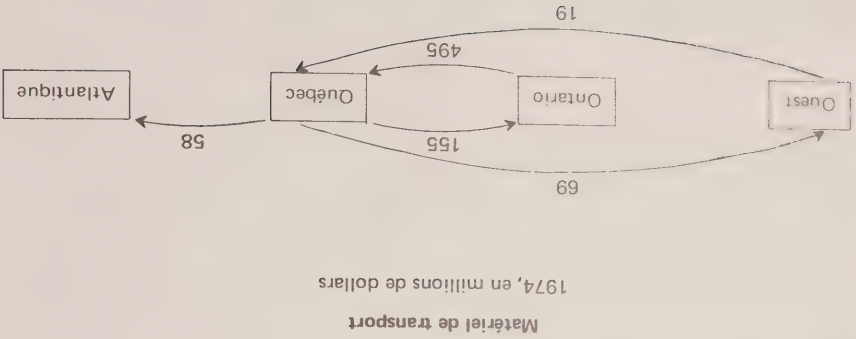 Matériel de transport
1974, en millions de dollars
69
155 58
Ouest Ontario Québec Atlantique
495
19